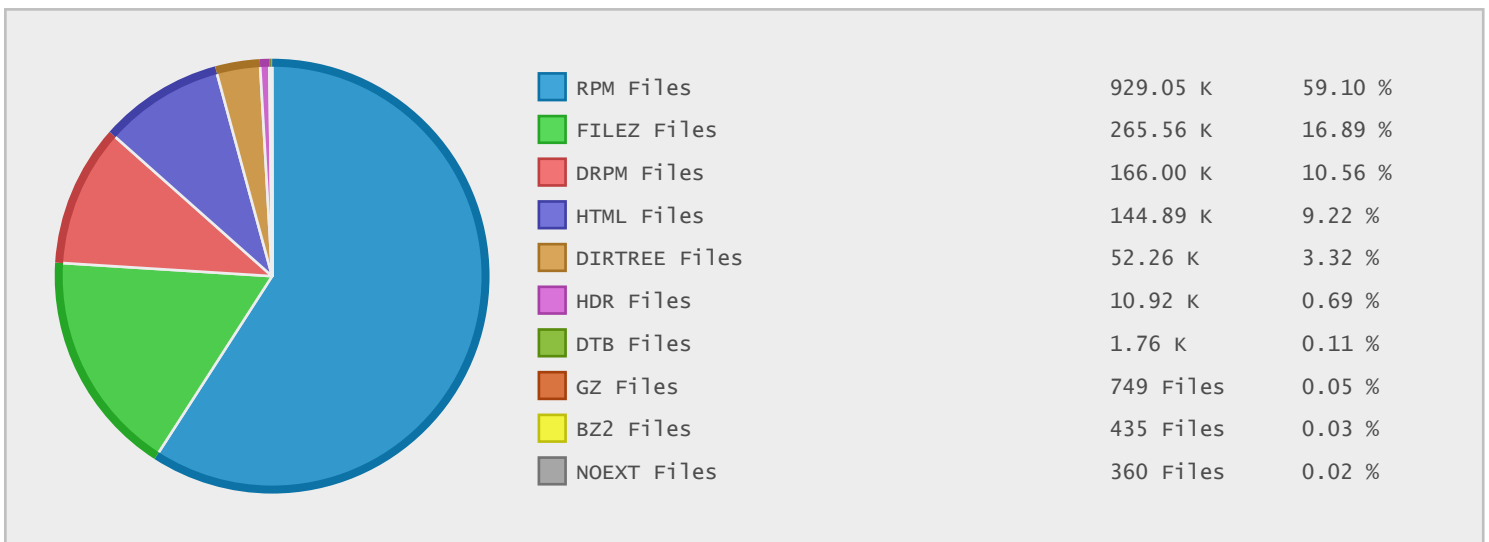 RPM Files 929.05 K 59.10 %
FILEZ Files 265.56 K 16.89 %
DRPM Files 166.00 K 10.56 %
HTML Files 144.89 K 9.22 %
DIRTREE Files 52.26 K 3.32 %
HDR Files 10.92 K 0.69 %
DTB Files 1.76 K 0.11 %
GZ Files 749 Files 0.05 %
BZ2 Files 435 Files 0.03 %
NOEXT Files 360 Files 0.02 %